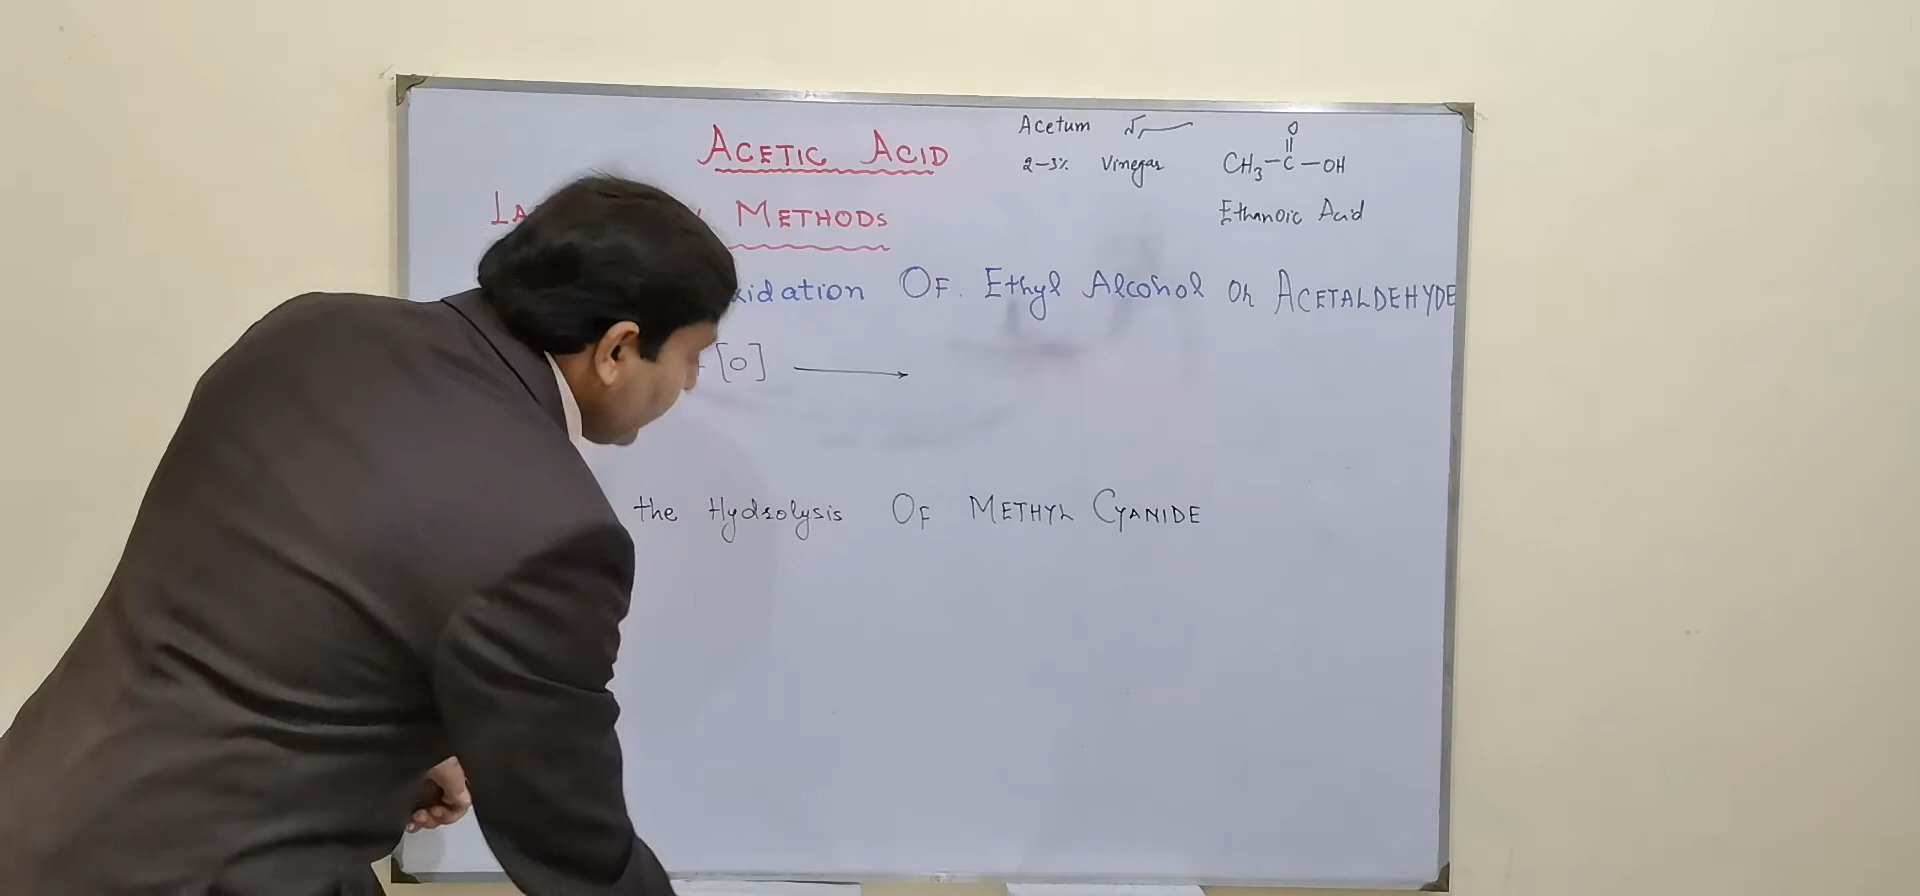 ACETIC ACID
Acetum
2-3% Vinegar
O
CH3-C-OH
Ethanoic Acid
METHODS
OF Ethyl Alcohol Or ACETALDEHYDE
[O] ⟶
the Hydrolysis OF METHYL CYANIDE